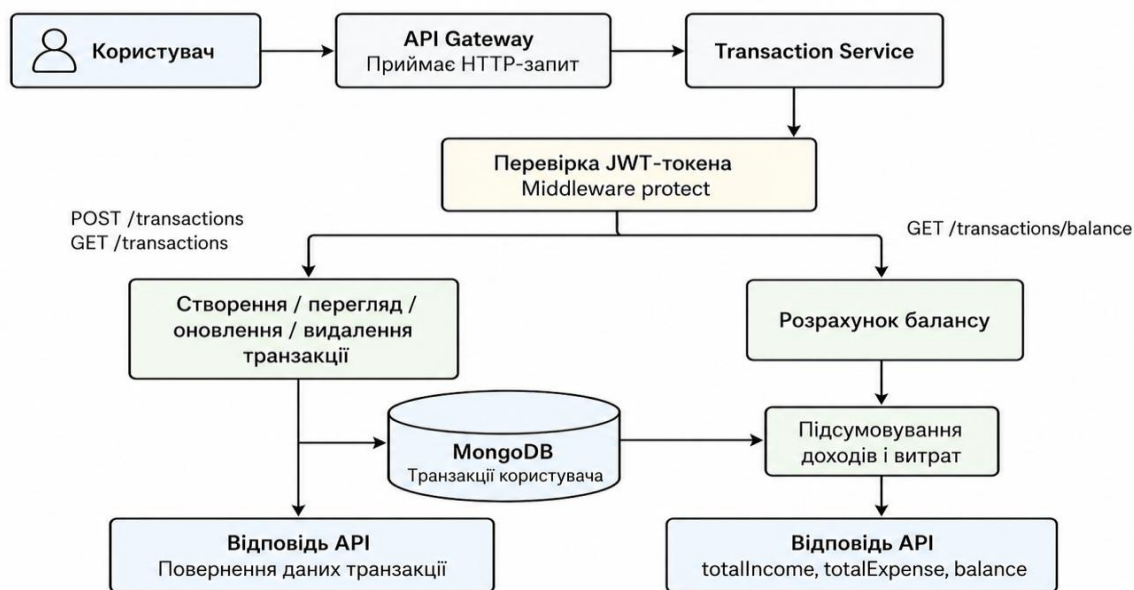 Користувач
API Gateway
Приймає HTTP-запит
Transaction Service
Перевірка JWT-токена
Middleware protect
POST /transactions
GET /transactions
GET /transactions/balance
Створення / перегляд /
оновлення / видалення
транзакції
Розрахунок балансу
MongoDB
Транзакції користувача
Підсумовування
доходів і витрат
Відповідь API
Повернення даних транзакції
Відповідь API
totalIncome, totalExpense, balance